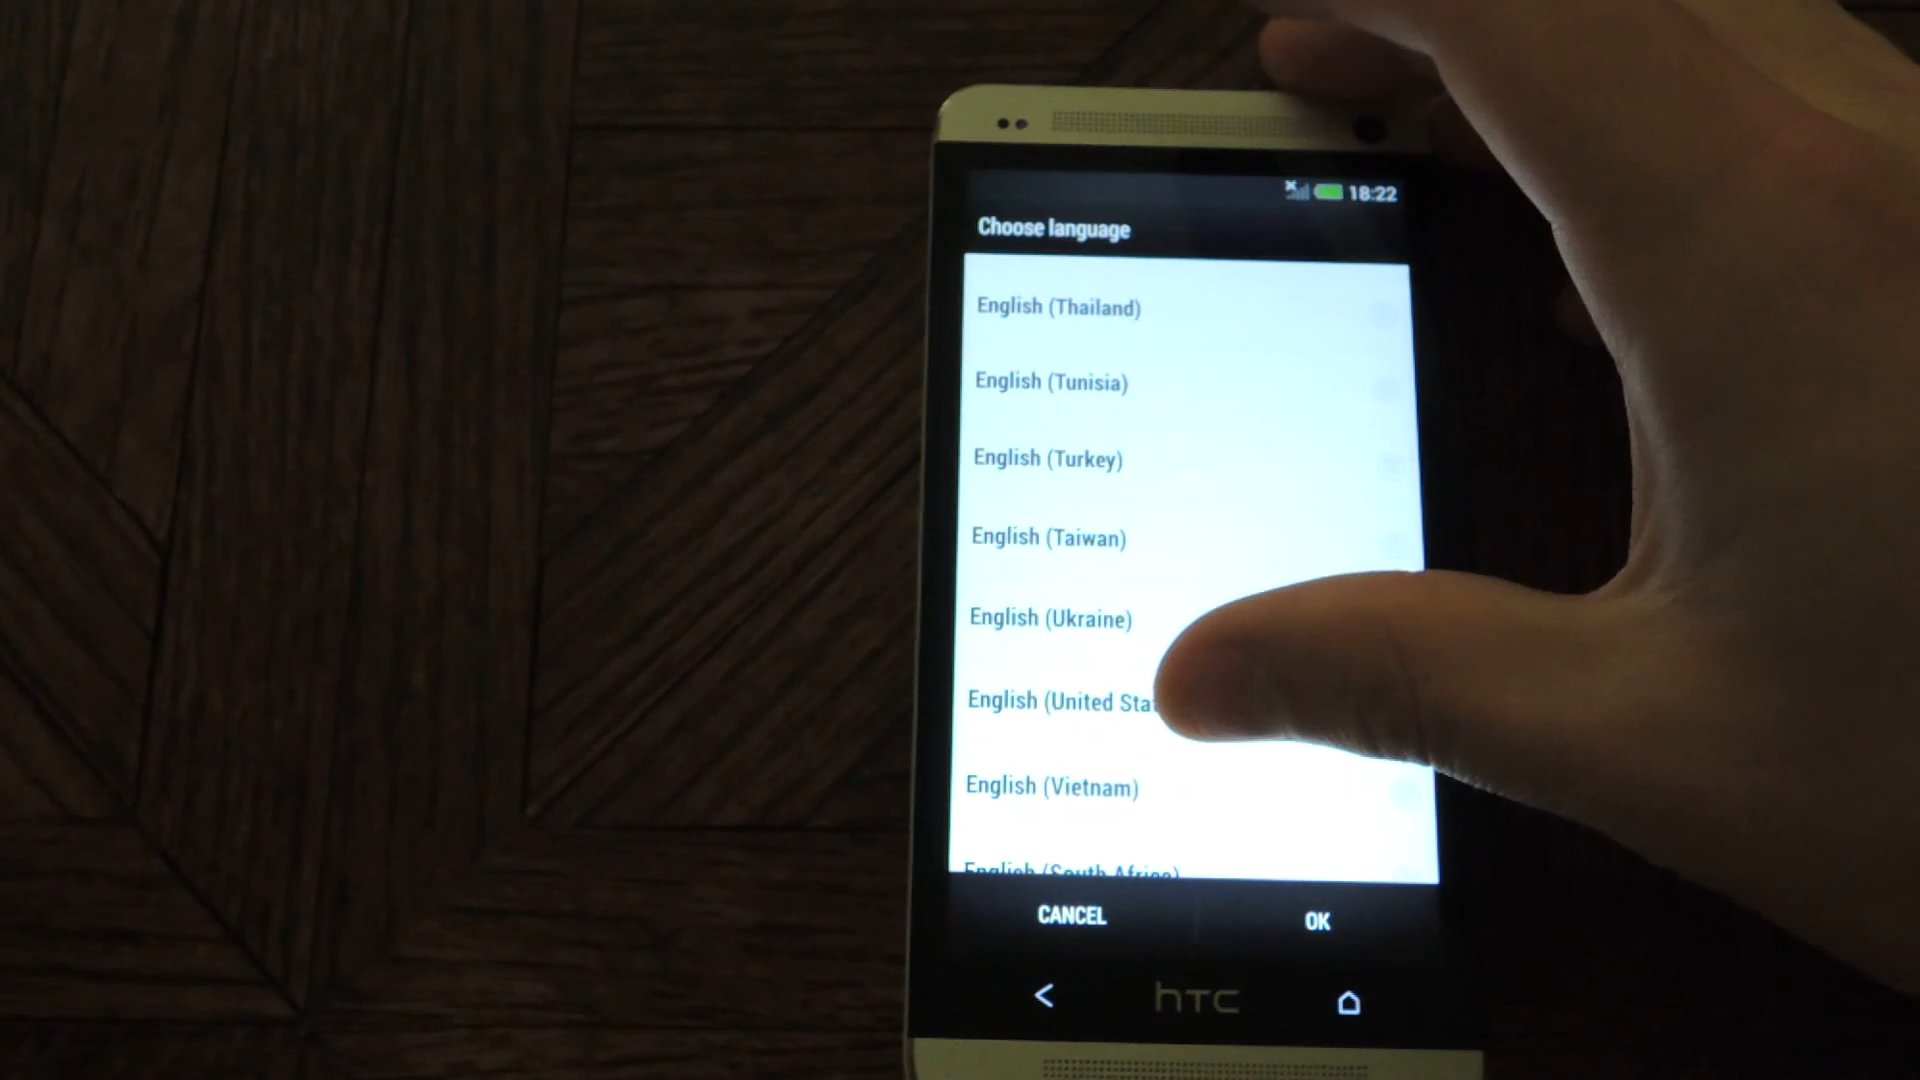 18:22
Choose language
English (Thailand)
English (Tunisia)
English (Turkey)
English (Taiwan)
English (Ukraine)
English (United Sta
English (Vietnam)
English (South Africa)
CANCEL
OK
hTC